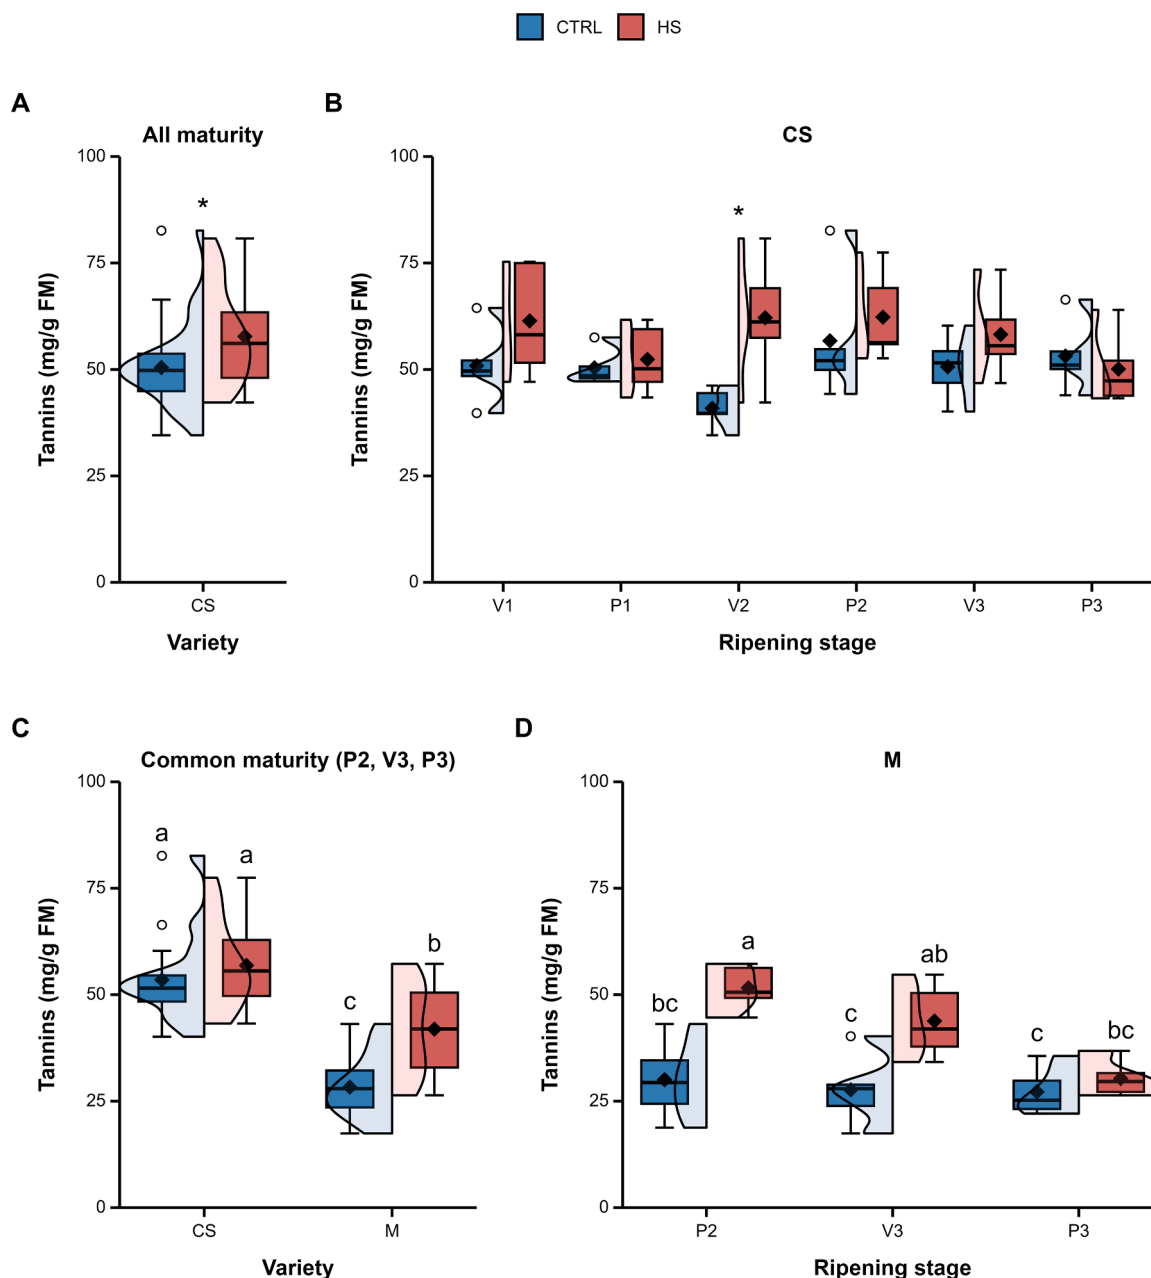 CTRL HS
A
All maturity
100
75
50
25
0
Tannins (mg/g FM)
*
CS
Variety
B
CS
100
75
50
25
0
Tannins (mg/g FM)
*
V1 P1 V2 P2 V3 P3
Ripening stage
C
Common maturity (P2, V3, P3)
100
75
50
25
0
Tannins (mg/g FM)
a a c b
CS M
Variety
D
M
100
75
50
25
0
Tannins (mg/g FM)
bc a c ab c bc
P2 V3 P3
Ripening stage